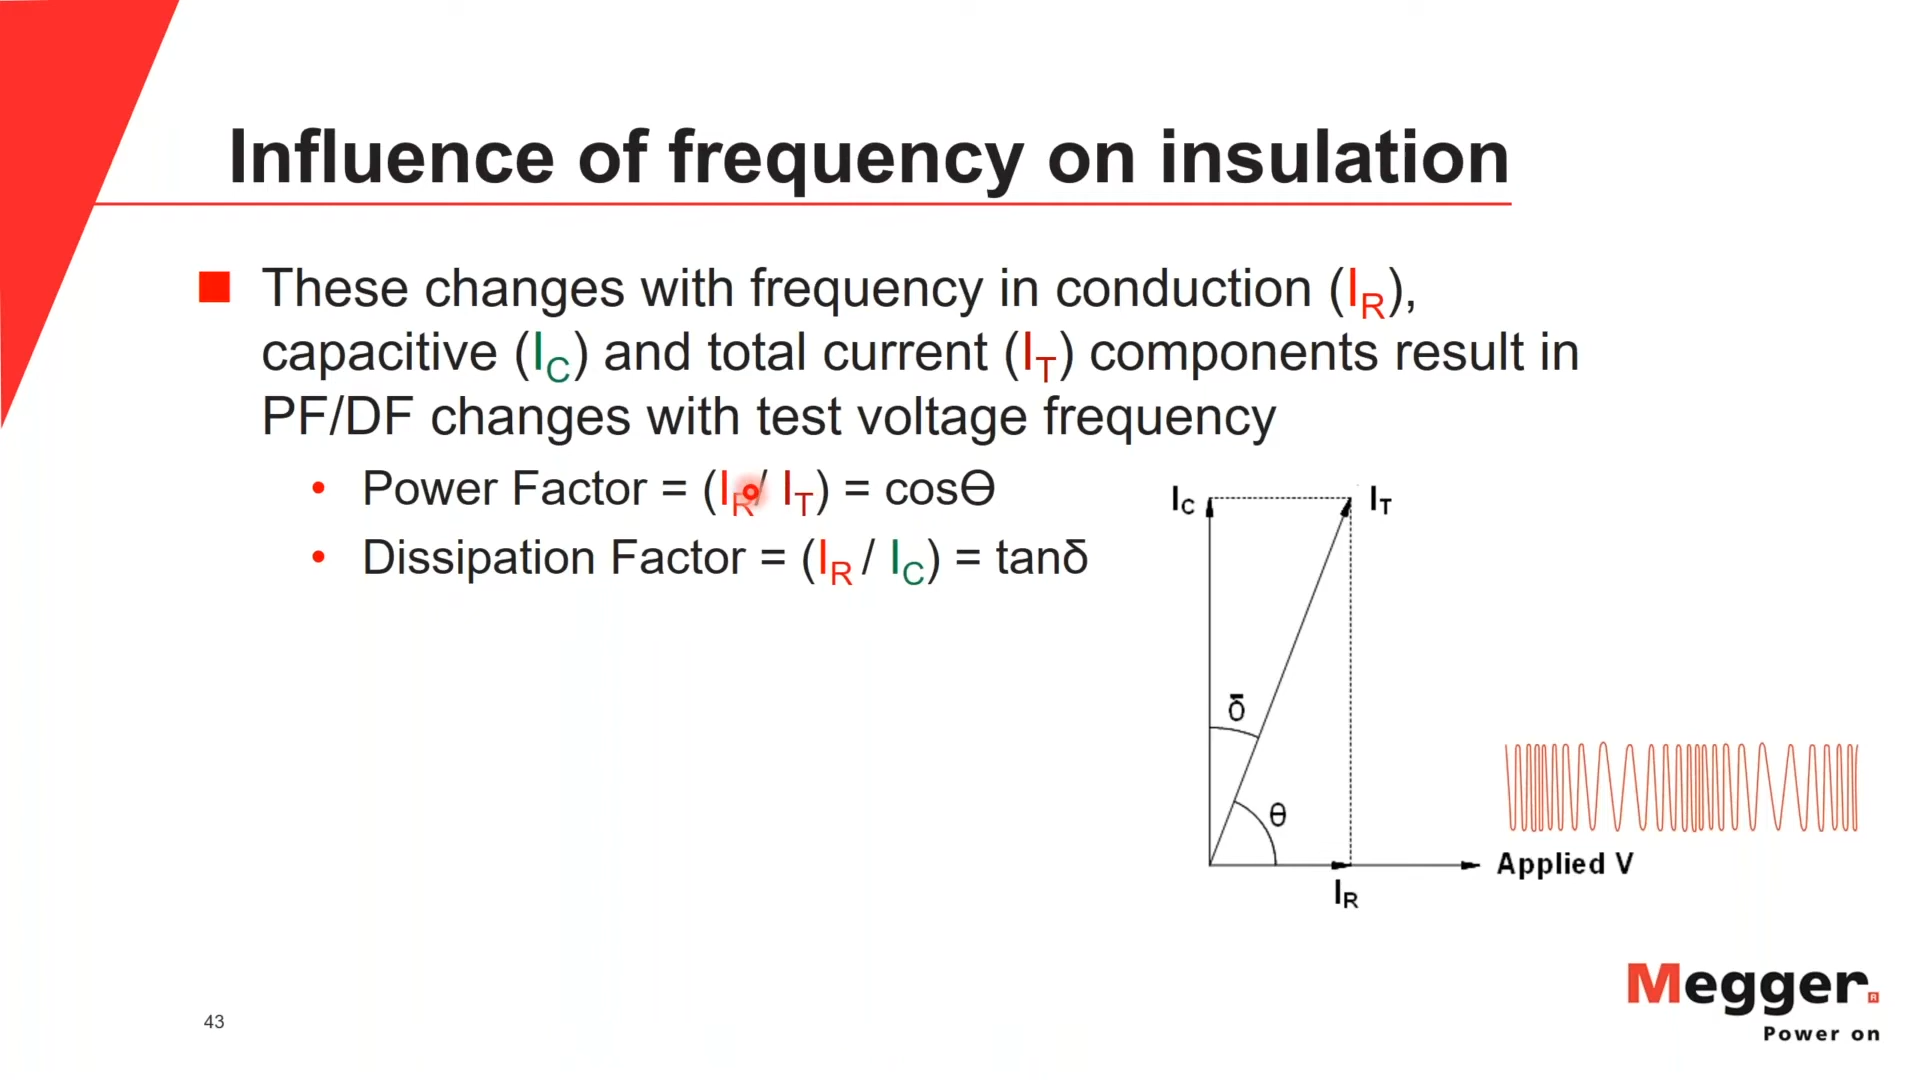 Influence of frequency on insulation
These changes with frequency in conduction (IR),
capacitive (IC) and total current (IT) components result in
PF/DF changes with test voltage frequency
• Power Factor = (IR/ IT) = cosϴ
• Dissipation Factor = (IR / IC) = tanδ
IC
IT
δ
θ
Applied V
IR
Megger®
Power on
43